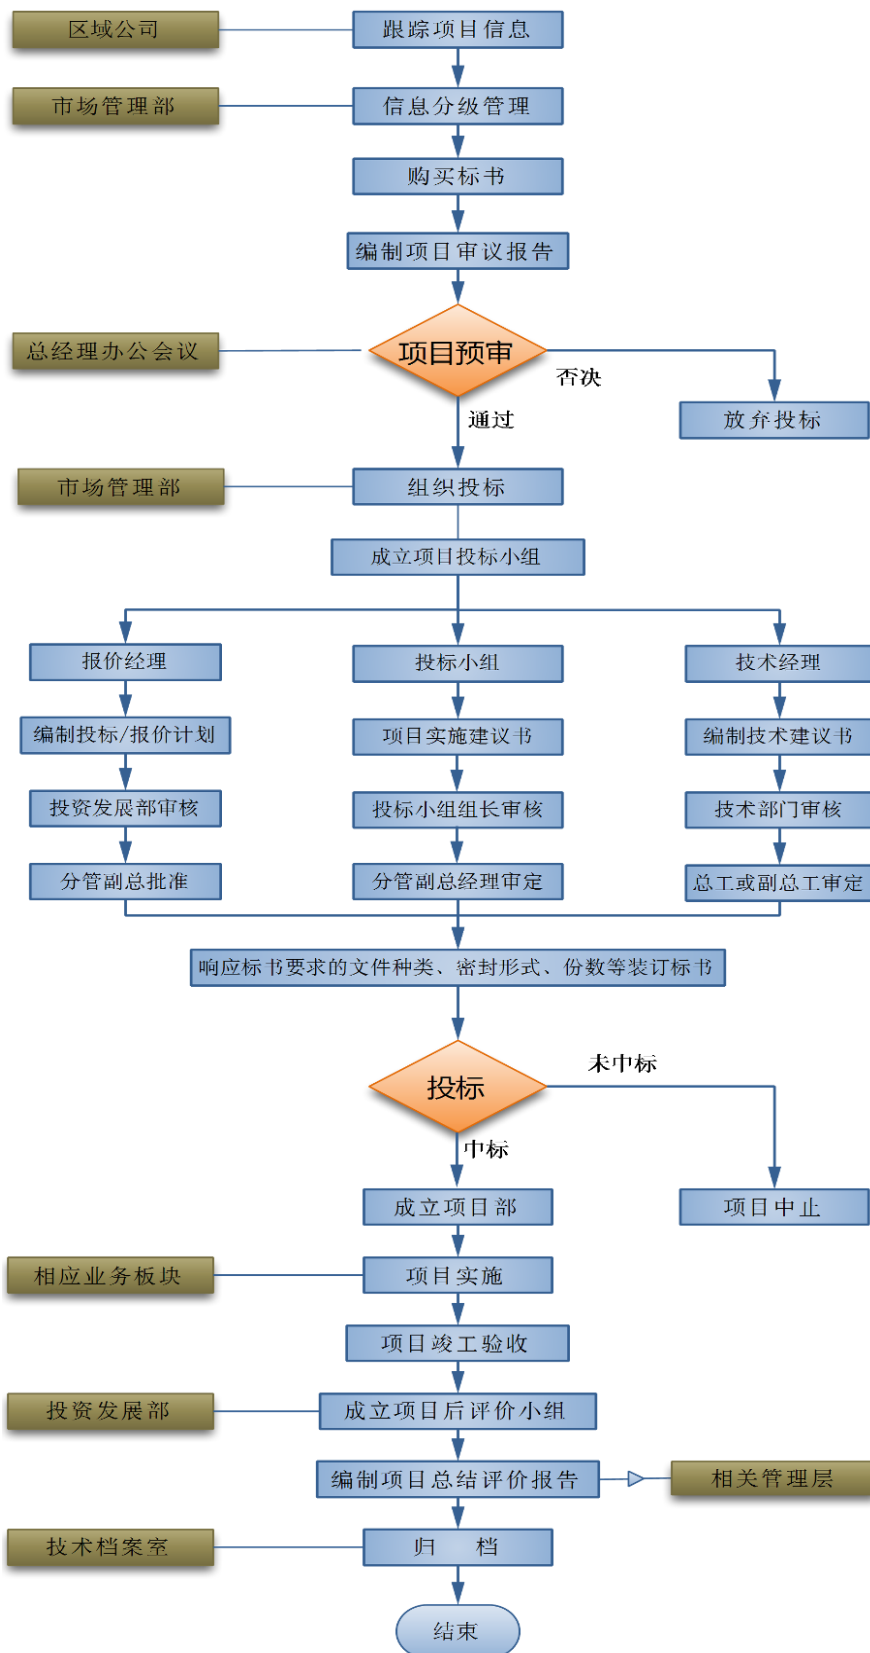 区域公司
跟踪项目信息
市场管理部
信息分级管理
购买标书
编制项目审议报告
总经理办公会议
项目预审
否决
放弃投标
通过
市场管理部
组织投标
成立项目投标小组
报价经理
投标小组
技术经理
编制投标/报价计划
项目实施建议书
编制技术建议书
投资发展部审核
投标小组组长审核
技术部门审核
分管副总批准
分管副总经理审定
总工或副总工审定
响应标书要求的文件种类、密封形式、份数等装订标书
投标
未中标
中标
成立项目部
项目中止
相应业务板块
项目实施
项目竣工验收
投资发展部
成立项目后评价小组
编制项目总结评价报告
相关管理层
技术档案室
归 档
结束